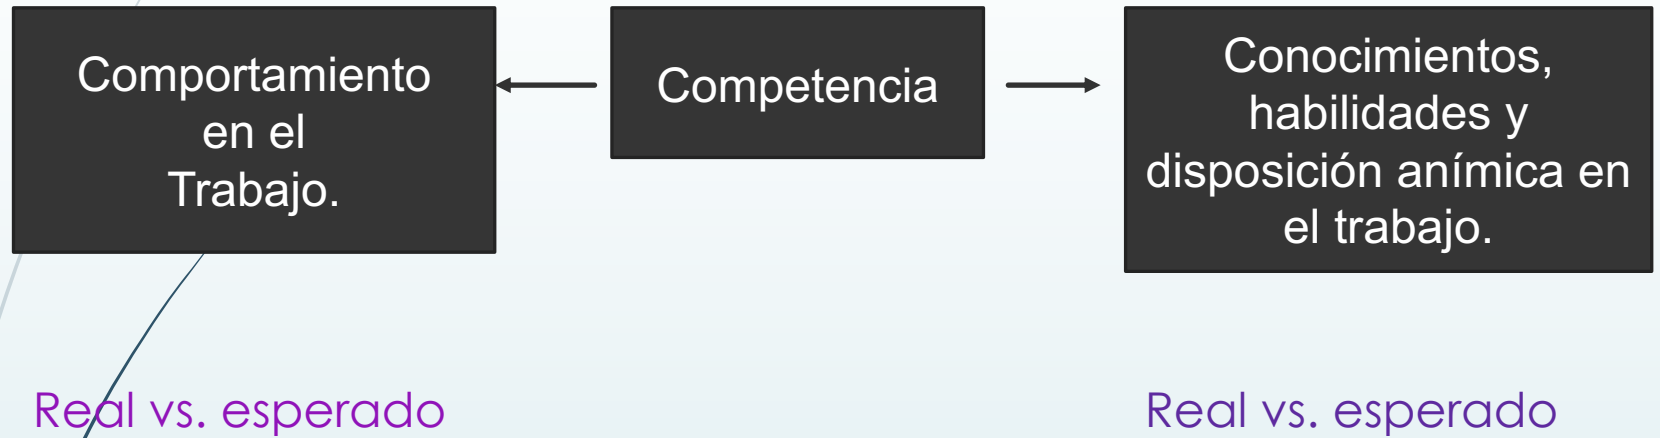 Comportamiento
en el
Trabajo.
Competencia
Conocimientos,
habilidades y
disposición anímica en
el trabajo.
Real vs. esperado
Real vs. esperado